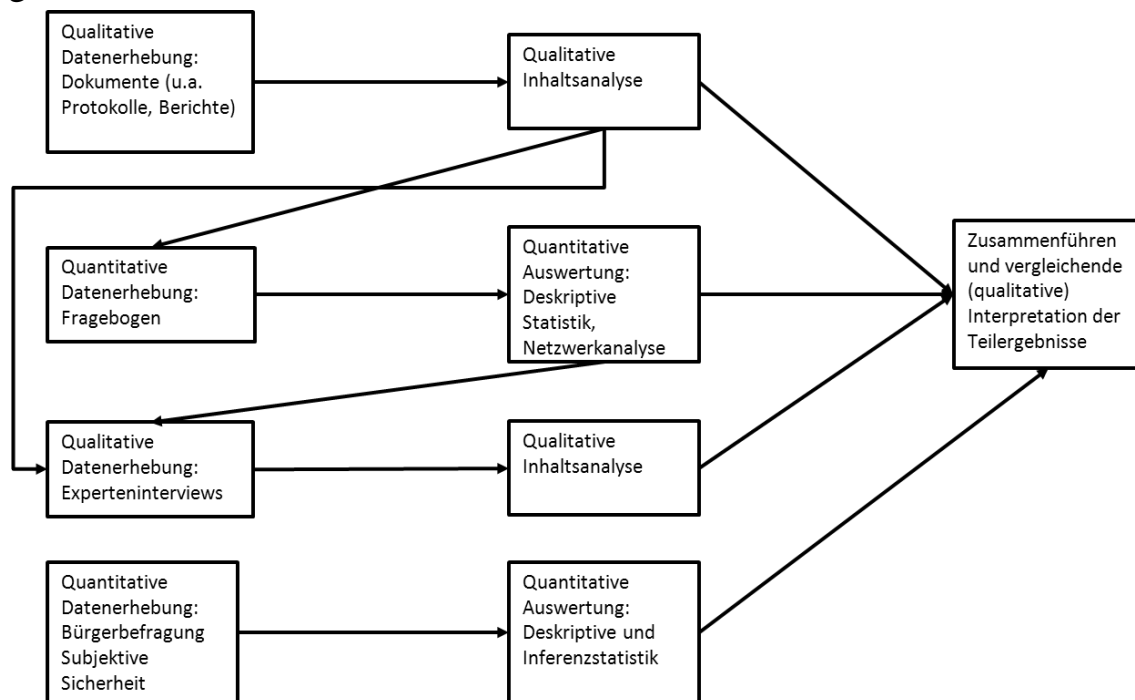 Qualitative
Datenerhebung:
Dokumente (u.a.
Protokolle, Berichte)
Qualitative
Inhaltsanalyse
Quantitative
Datenerhebung:
Fragebogen
Quantitative
Auswertung:
Deskriptive
Statistik,
Netzwerkanalyse
Zusammenführen
und vergleichende
(qualitative)
Interpretation der
Teilergebnisse
Qualitative
Datenerhebung:
Experteninterviews
Qualitative
Inhaltsanalyse
Quantitative
Datenerhebung:
Bürgerbefragung
Subjektive
Sicherheit
Quantitative
Auswertung:
Deskriptive und
Inferenzstatistik